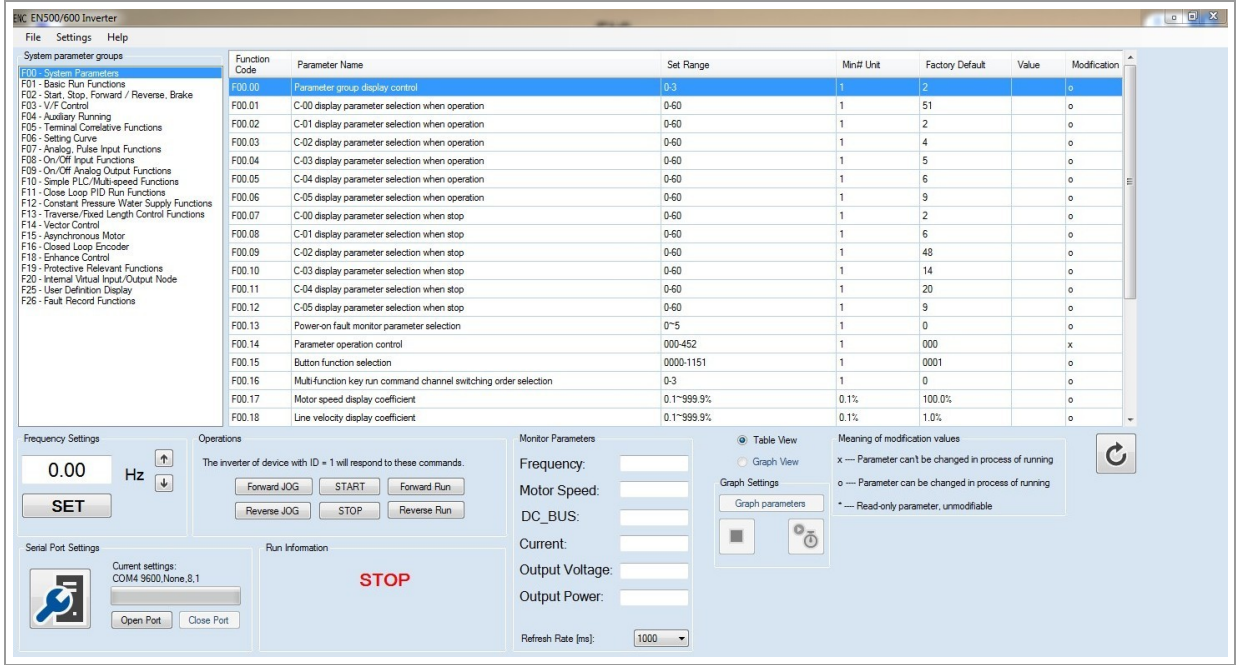 ENC EN500/600 Inverter
File Settings Help
System parameter groups
F00 - System Parameters
F01 - Basic Run Functions
F02 - Start, Stop, Forward / Reverse, Brake
F03 - V/F Control
F04 - Auxiliary Running
F05 - Terminal Correlative Functions
F06 - Setting Curve
F07 - Analog, Pulse Input Functions
F08 - On/Off Input Functions
F09 - On/Off Analog Output Functions
F10 - Simple PLC/Multi-speed Functions
F11 - Close Loop PID Run Functions
F12 - Constant Pressure Water Supply Functions
F13 - Traverse/Fixed Length Control Functions
F14 - Vector Control
F15 - Asynchronous Motor
F16 - Closed Loop Encoder
F18 - Enhance Control
F19 - Protective Relevant Functions
F20 - Internal Virtual Input/Output Node
F25 - User Definition Display
F26 - Fault Record Functions
Function Code Parameter Name Set Range Min# Unit Factory Default Value Modification
F00.00 Parameter group display control 0-3 1 2 o
F00.01 C-00 display parameter selection when operation 0-60 1 51 o
F00.02 C-01 display parameter selection when operation 0-60 1 2 o
F00.03 C-02 display parameter selection when operation 0-60 1 4 o
F00.04 C-03 display parameter selection when operation 0-60 1 5 o
F00.05 C-04 display parameter selection when operation 0-60 1 6 o
F00.06 C-05 display parameter selection when operation 0-60 1 9 o
F00.07 C-00 display parameter selection when stop 0-60 1 2 o
F00.08 C-01 display parameter selection when stop 0-60 1 6 o
F00.09 C-02 display parameter selection when stop 0-60 1 48 o
F00.10 C-03 display parameter selection when stop 0-60 1 14 o
F00.11 C-04 display parameter selection when stop 0-60 1 20 o
F00.12 C-05 display parameter selection when stop 0-60 1 9 o
F00.13 Power-on fault monitor parameter selection 0~5 1 0 o
F00.14 Parameter operation control 000-452 1 000 x
F00.15 Button function selection 0000-1151 1 0001 o
F00.16 Multi-function key run command channel switching order selection 0-3 1 0 o
F00.17 Motor speed display coefficient 0.1~999.9% 0.1% 100.0% o
F00.18 Line velocity display coefficient 0.1~999.9% 0.1% 1.0% o
Frequency Settings
0.00 Hz
SET
Operations
The inverter of device with ID = 1 will respond to these commands.
Forward JOG START Forward Run
Reverse JOG STOP Reverse Run
Serial Port Settings
Current settings:
COM4 9600,None,8,1
Open Port Close Port
Run Information
STOP
Monitor Parameters
Frequency:
Motor Speed:
DC_BUS:
Current:
Output Voltage:
Output Power:
Refresh Rate [ms]: 1000
Table View
Graph View
Graph Settings
Graph parameters
Meaning of modification values
x --- Parameter can't be changed in process of running
o --- Parameter can be changed in process of running
* --- Read-only parameter, unmodifiable